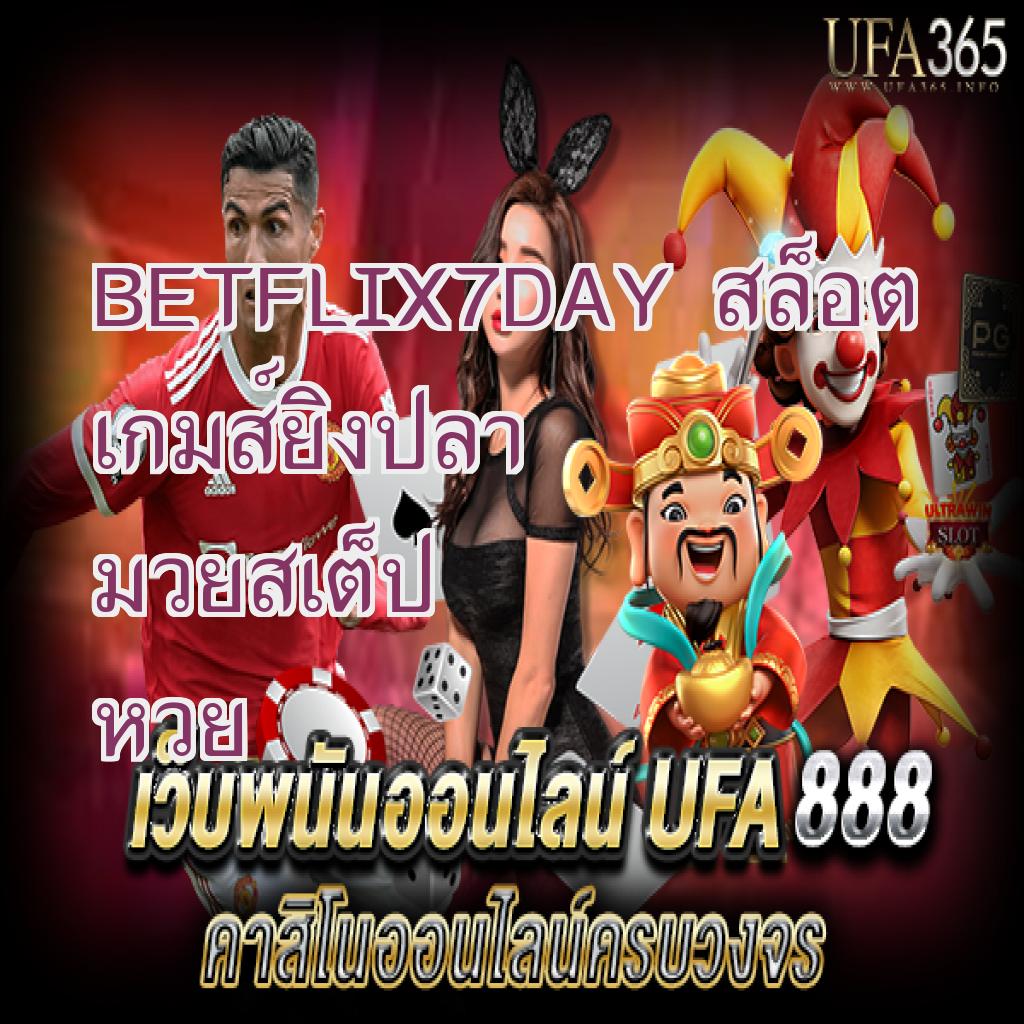 UFA365
WWW.UFA365.INFO
BETFLIX7DAY สล็อต
เกมส์ยิงปลา
มวยสเต็ป
หวย
PG
ULTRAWIN
SLOT
เว็บพนันออนไลน์ UFA 888
คาสิโนออนไลน์ครบวงจร